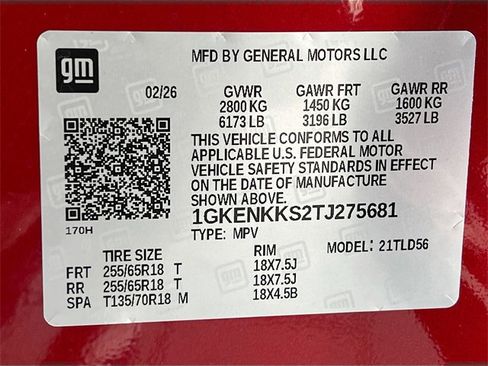 gm
MFD BY GENERAL MOTORS LLC
02/26 GVWR GAWR FRT GAWR RR
2800 KG 1450 KG 1600 KG
6173 LB 3196 LB 3527 LB
THIS VEHICLE CONFORMS TO ALL
APPLICABLE U.S. FEDERAL MOTOR
VEHICLE SAFETY STANDARDS IN EFFECT
ON THE DATE OF MANUFACTURE
SHOWN ABOVE.
1GKENKKS2TJ275681
170H
TYPE: MPV MODEL: 21TLD56
TIRE SIZE RIM
FRT 255/65R18 T 18X7.5J
RR 255/65R18 T 18X7.5J
SPA T135/70R18 M 18X4.5B